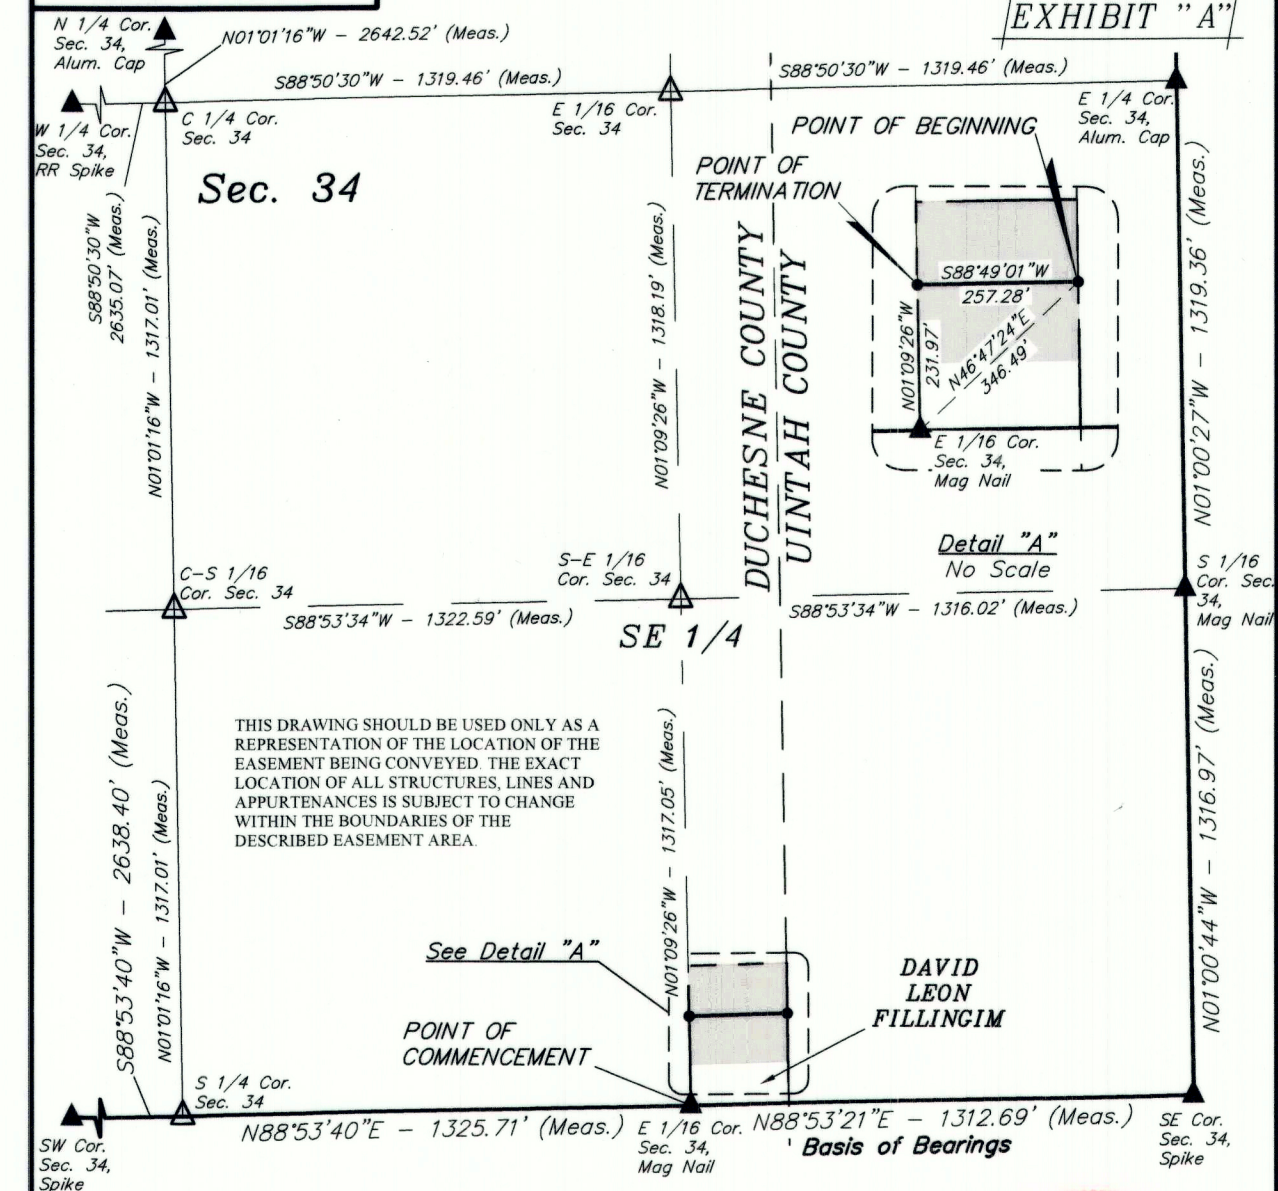 EXHIBIT "A"
N 1/4 Cor.
Sec. 34,
Alum. Cap
N01°01'16"W - 2642.52' (Meas.)
S88°50'30"W - 1319.46' (Meas.)
S88°50'30"W - 1319.46' (Meas.)
W 1/4 Cor.
Sec. 34,
RR Spike
C 1/4 Cor.
Sec. 34
E 1/16 Cor.
Sec. 34
E 1/4 Cor.
Sec. 34,
Alum. Cap
POINT OF BEGINNING
POINT OF
TERMINATION
Sec. 34
S88°50'30"W
2635.07' (Meas.)
N01°01'16"W - 1317.01' (Meas.)
N01°09'26"W - 1318.19' (Meas.)
DUCHESNE COUNTY
UINTAH COUNTY
S88°49'01"W
257.28'
N01°09'26"W
231.97'
N46°47'24"E
346.49'
E 1/16 Cor.
Sec. 34,
Mag Nail
N01°00'27"W - 1319.36' (Meas.)
Detail "A"
No Scale
C-S 1/16
Cor. Sec. 34
S-E 1/16
Cor. Sec. 34
S 1/16
Cor. Sec.
34,
Mag Nail
S88°53'34"W - 1322.59' (Meas.)
S88°53'34"W - 1316.02' (Meas.)
SE 1/4
THIS DRAWING SHOULD BE USED ONLY AS A
REPRESENTATION OF THE LOCATION OF THE
EASEMENT BEING CONVEYED. THE EXACT
LOCATION OF ALL STRUCTURES, LINES AND
APPURTENANCES IS SUBJECT TO CHANGE
WITHIN THE BOUNDARIES OF THE
DESCRIBED EASEMENT AREA.
S88°53'40"W - 2638.40' (Meas.)
N01°01'16"W - 1317.01' (Meas.)
N01°09'26"W - 1317.05' (Meas.)
N01°00'44"W - 1316.97' (Meas.)
See Detail "A"
DAVID
LEON
FILLINGIM
POINT OF
COMMENCEMENT
S 1/4 Cor.
Sec. 34
SW Cor.
Sec. 34,
Spike
N88°53'40"E - 1325.71' (Meas.)
E 1/16 Cor.
Sec. 34,
Mag Nail
N88°53'21"E - 1312.69' (Meas.)
Basis of Bearings
SE Cor.
Sec. 34,
Spike